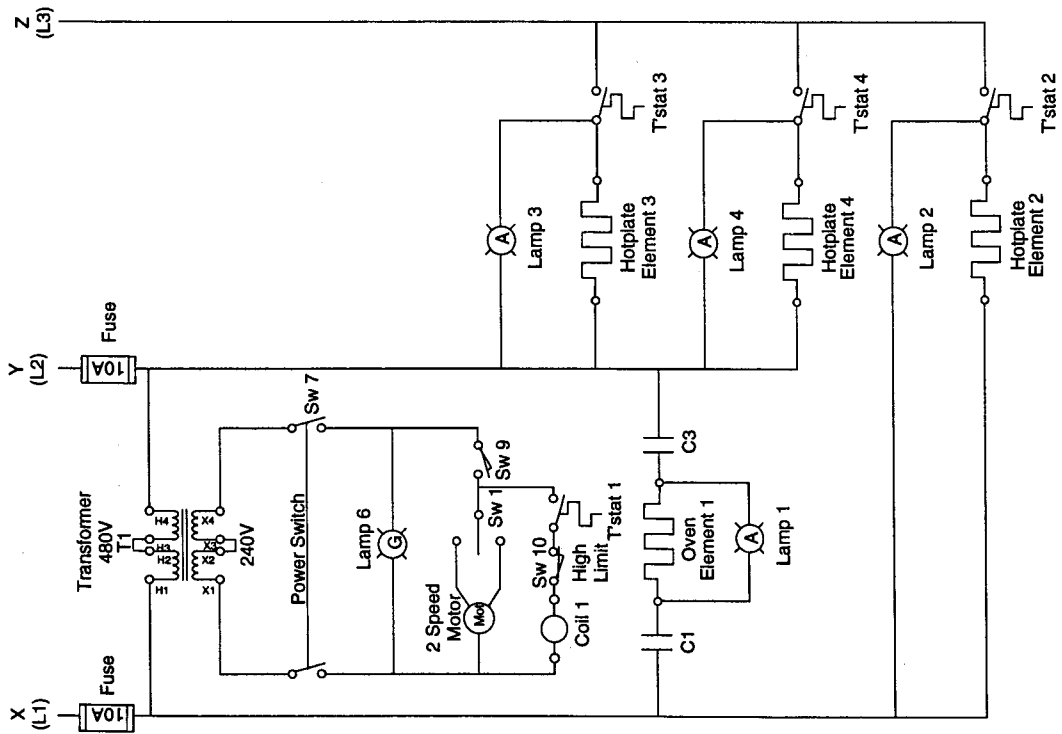 X
(L1)
10A
Fuse
Y
(L2)
10A
Fuse
Z
(L3)
Transformer
480V
T1
H1
H2
H3
H4
X1
X2
X3
X4
240V
Power Switch
Sw 7
Lamp 6
G
2 Speed
Motor
Mot
Sw 1
Sw 9
Sw 10
High
Limit
T'stat 1
Coil 1
C1
Oven
Element 1
C3
A
Lamp 1
A
Lamp 3
Hotplate
Element 3
T'stat 3
A
Lamp 4
Hotplate
Element 4
T'stat 4
A
Lamp 2
Hotplate
Element 2
T'stat 2